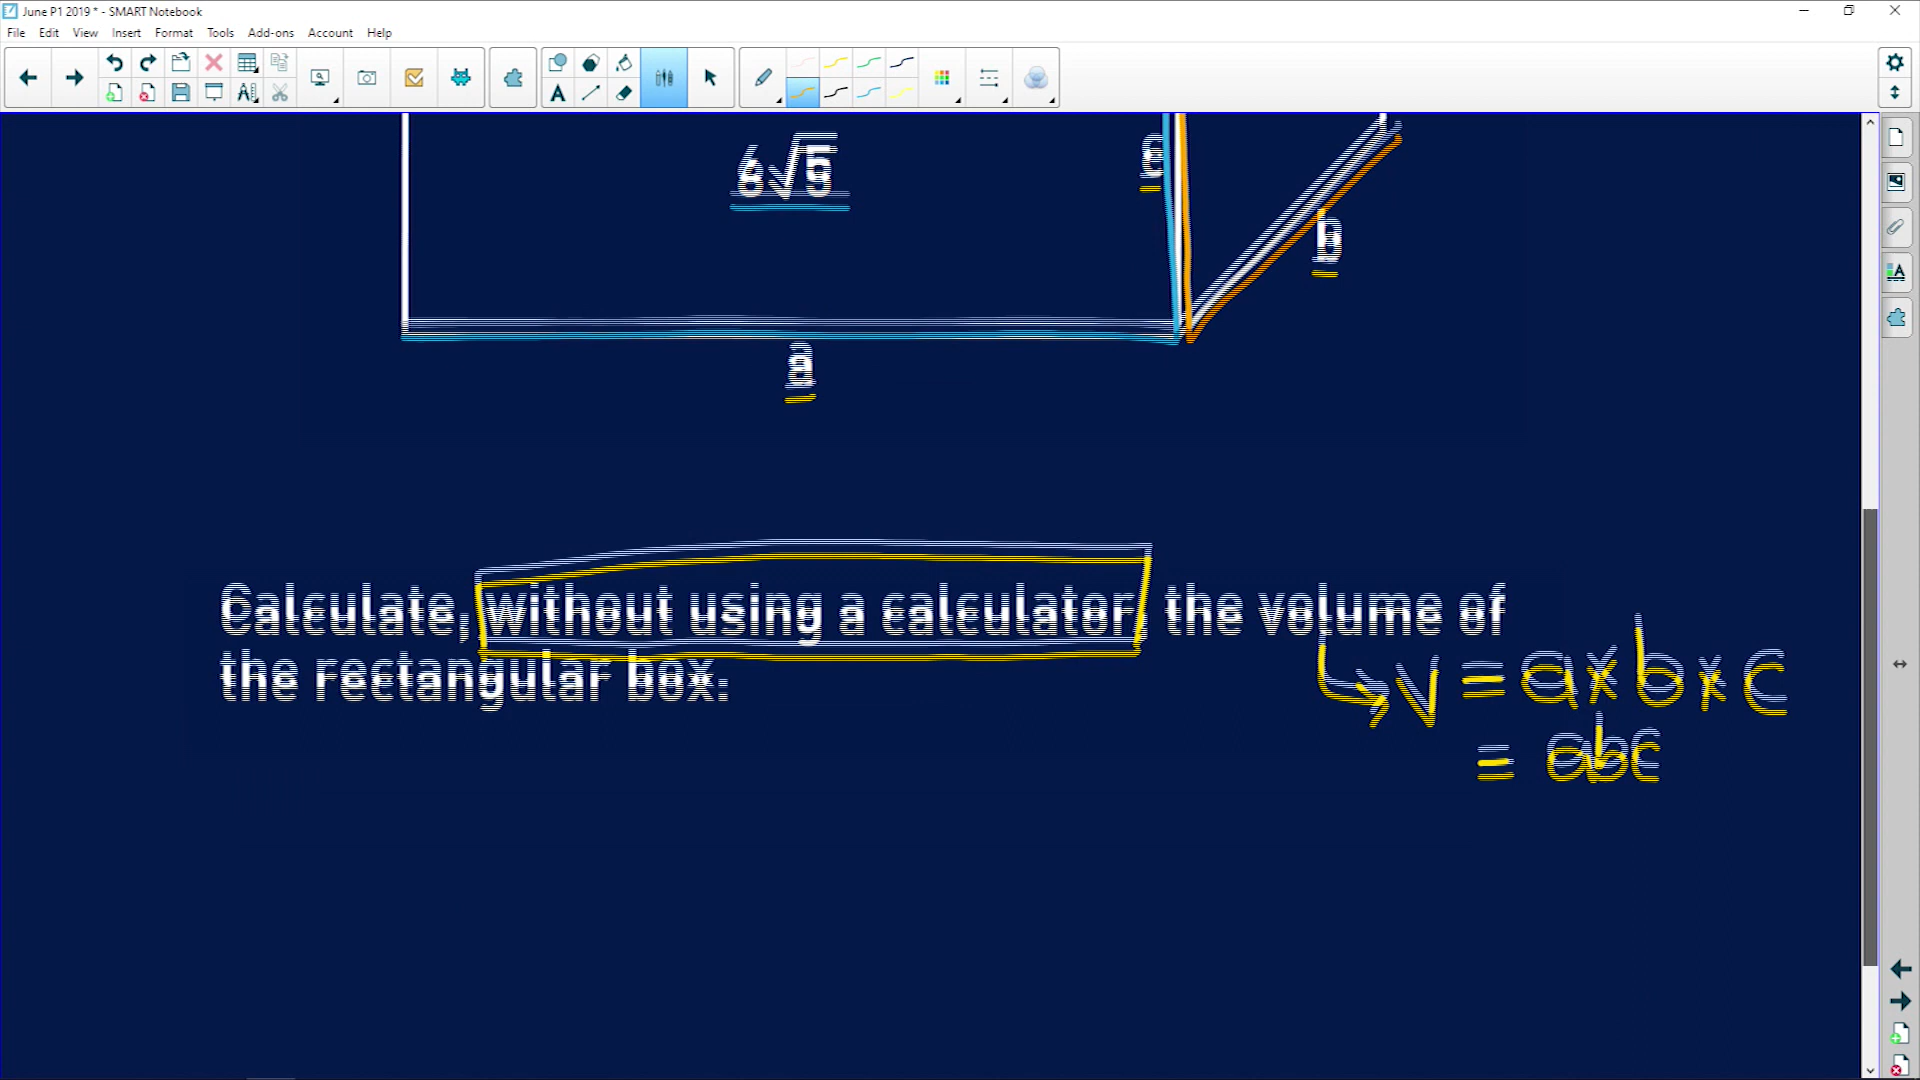 June P1 2019 * - SMART Notebook
File Edit View Insert Format Tools Add-ons Account Help
6√5
c
b
a
Calculate, without using a calculator, the volume of
the rectangular box:
V = a x b x c
= abc